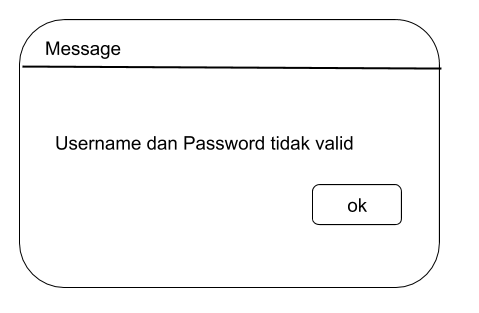 Message
Username dan Password tidak valid
ok